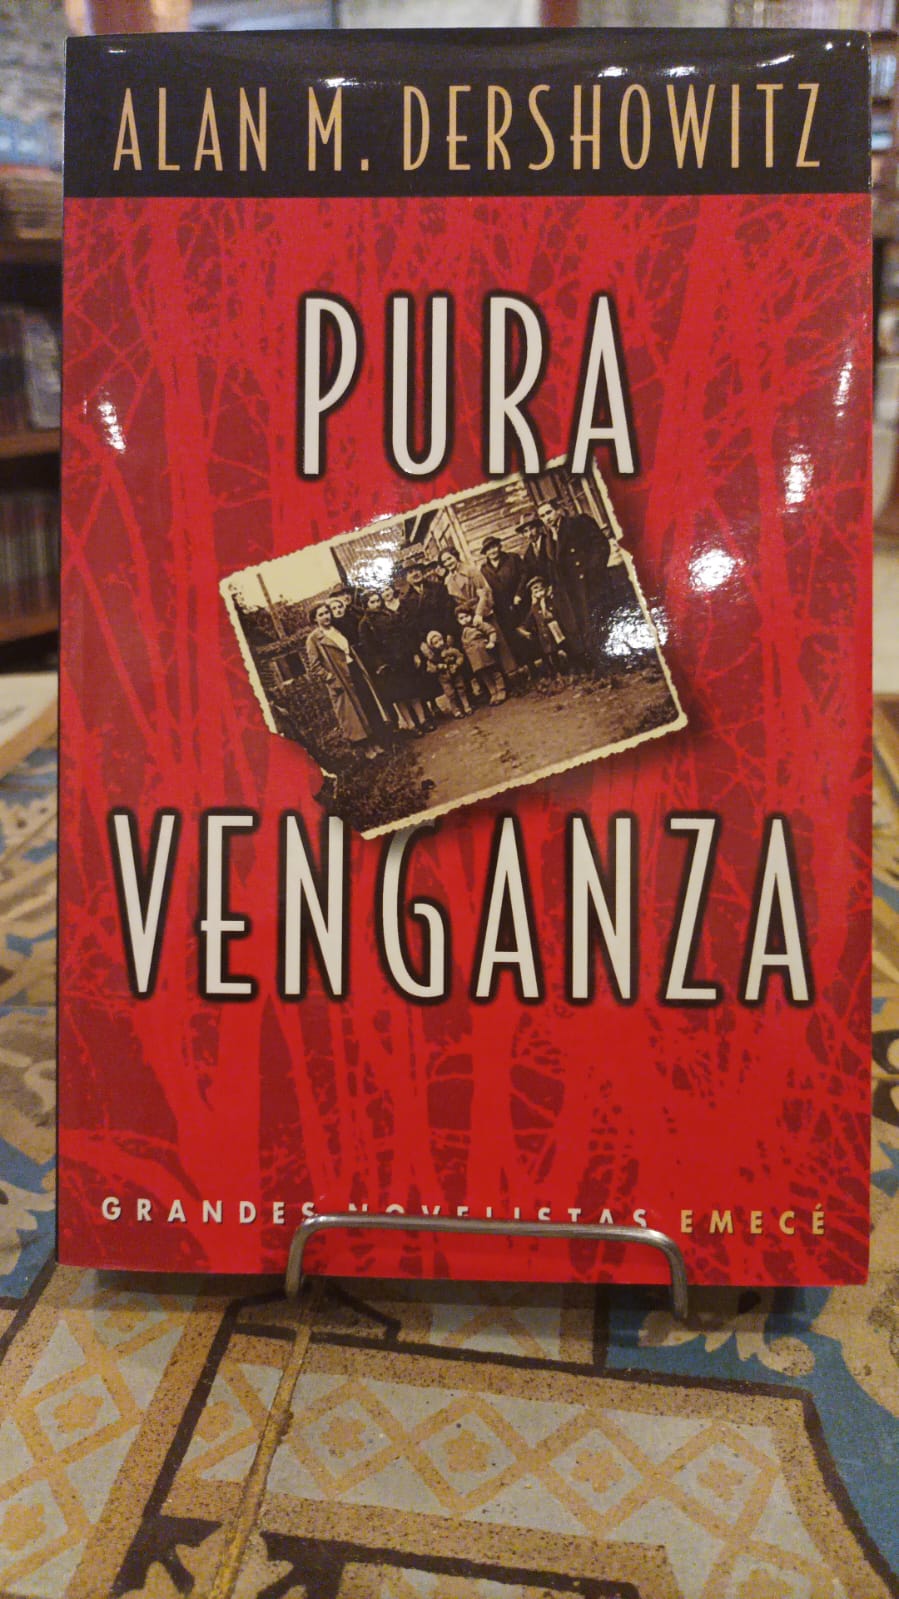 ALAN M. DERSHOWITZ
PURA
VENGANZA
GRANDES NOVELISTAS EMECÉ